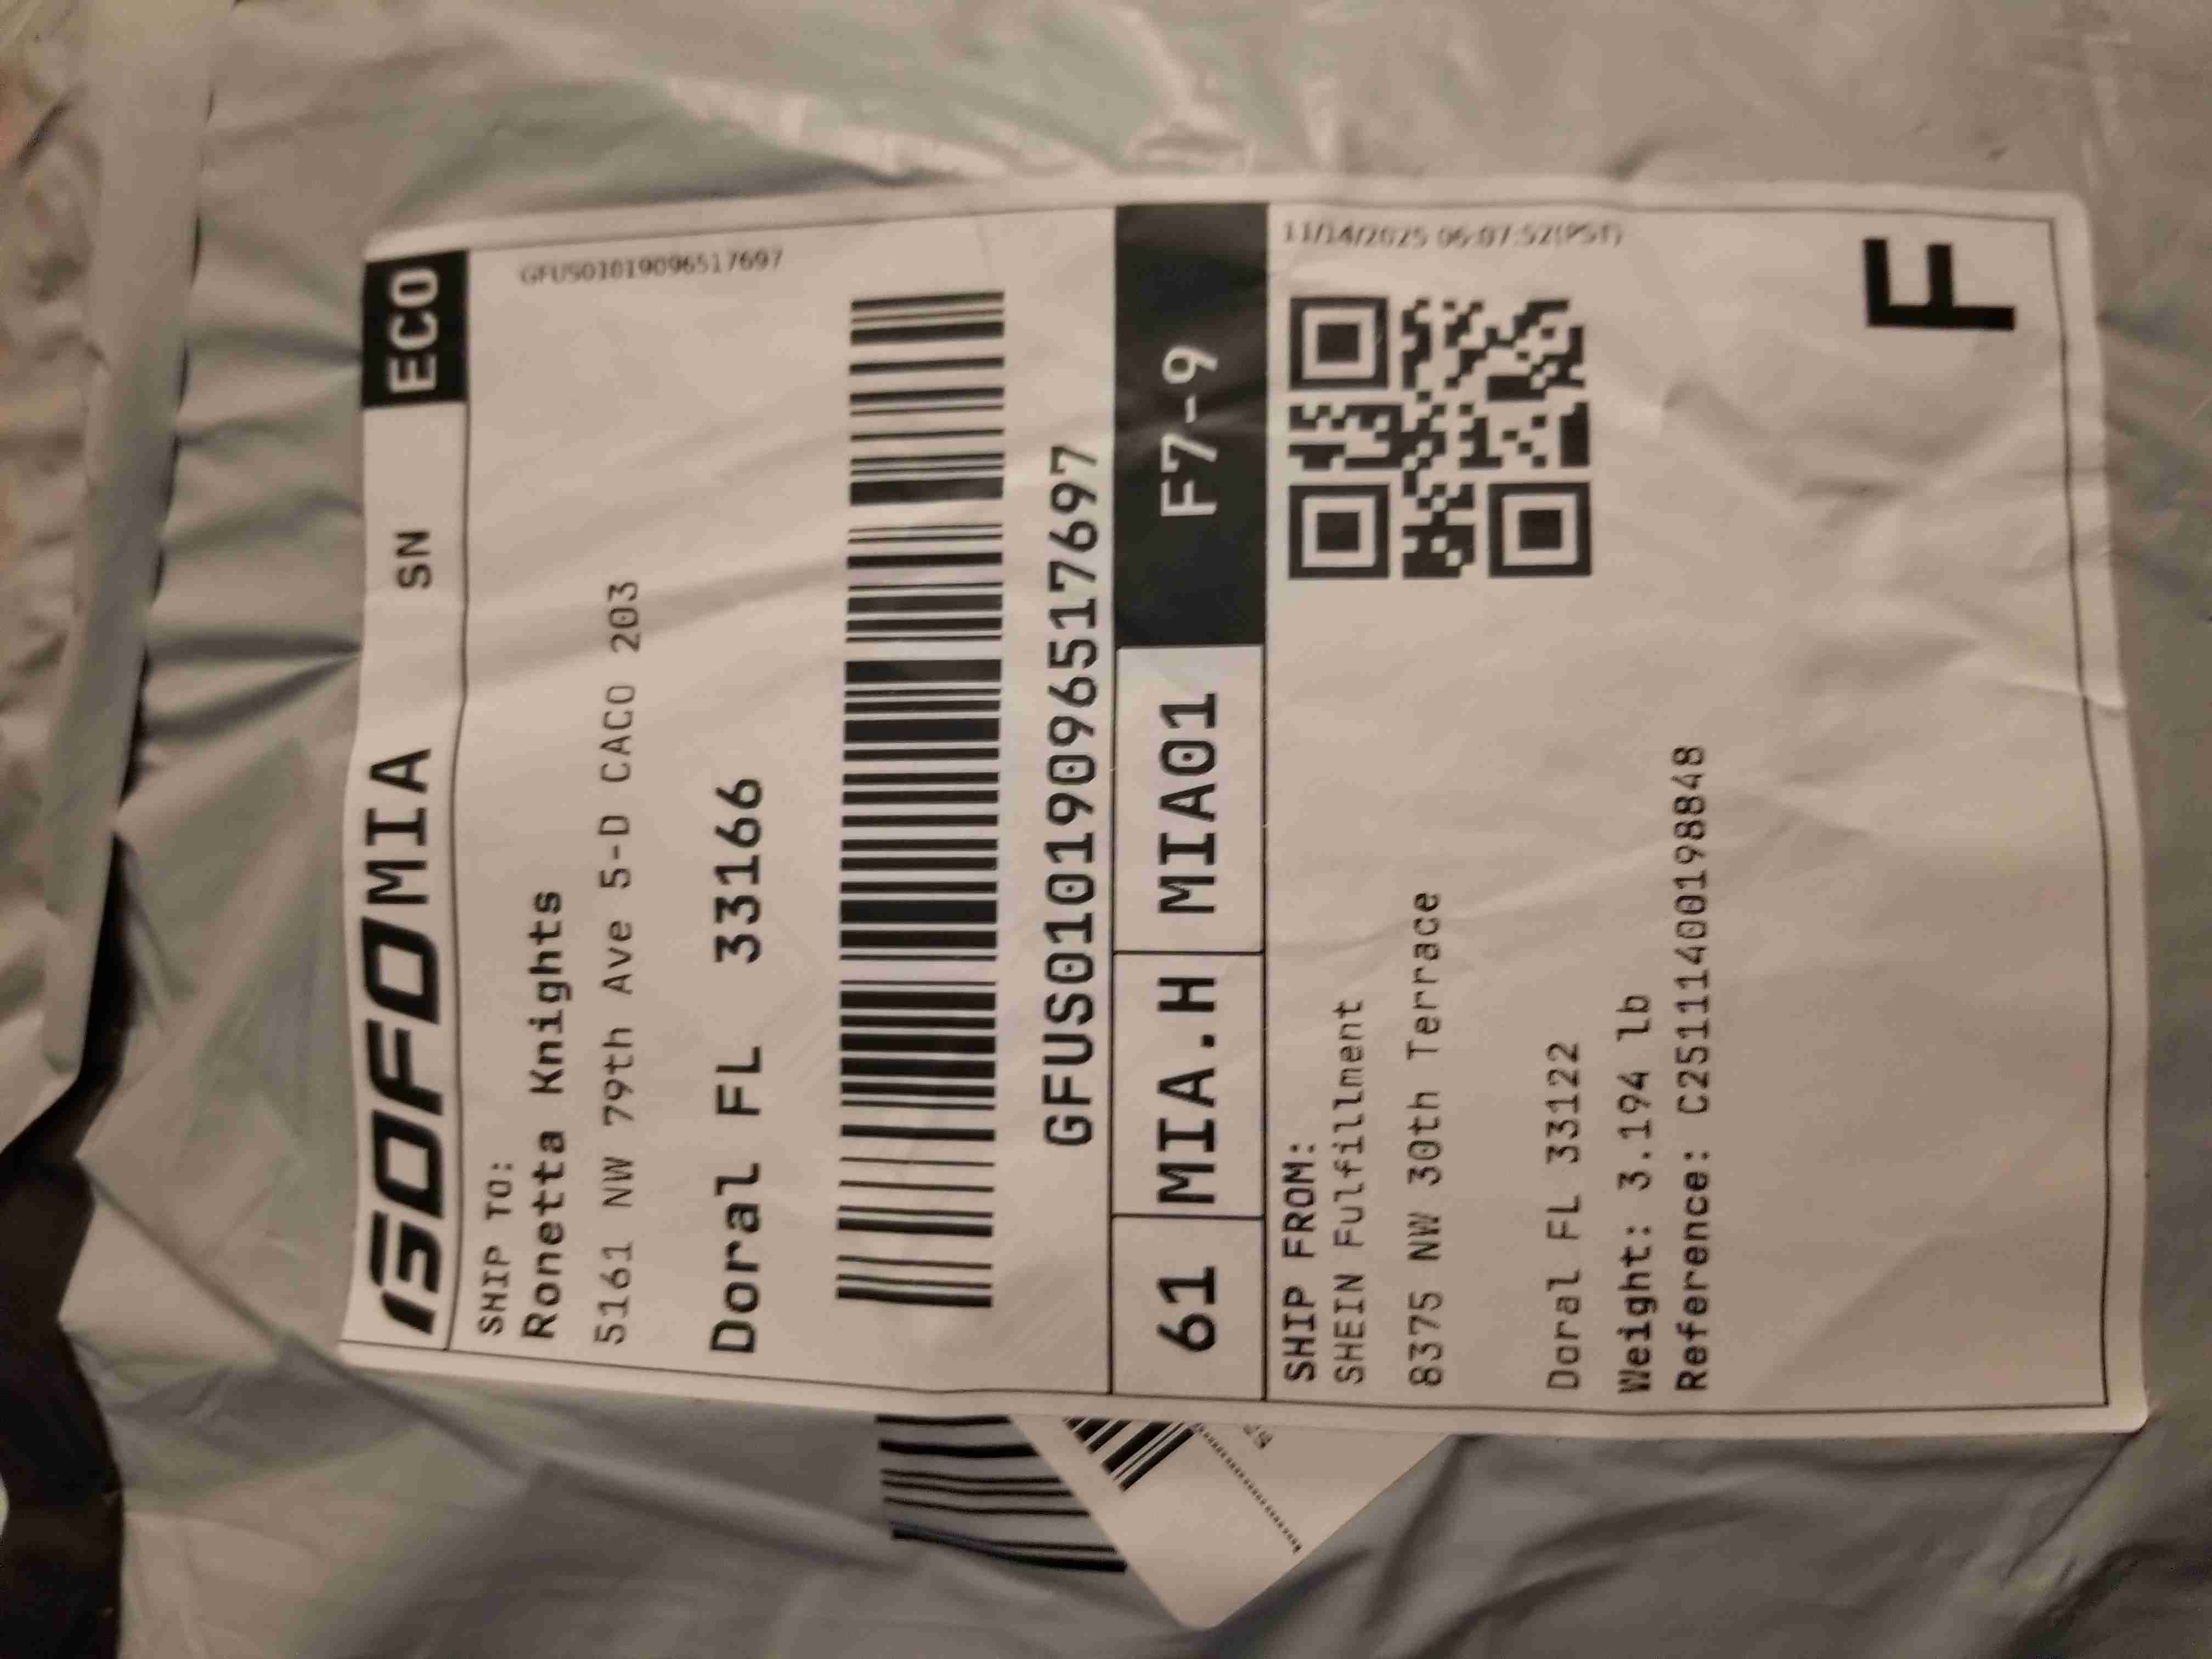 GOFO MIA SN ECO
GFUS01019096517697
SHIP TO:
Ronetta Knights
5161 NW 79th Ave 5-D CACO 203
Doral FL 33166
GFUS01019096517697
61 MIA.H MIA01 F7-9
11/14/2025 06:07:52(PST)
SHIP FROM:
SHEIN Fulfillment
8375 NW 30th Terrace
Doral FL 33122
Weight: 3.194 lb
Reference: C2511140019884​8
F